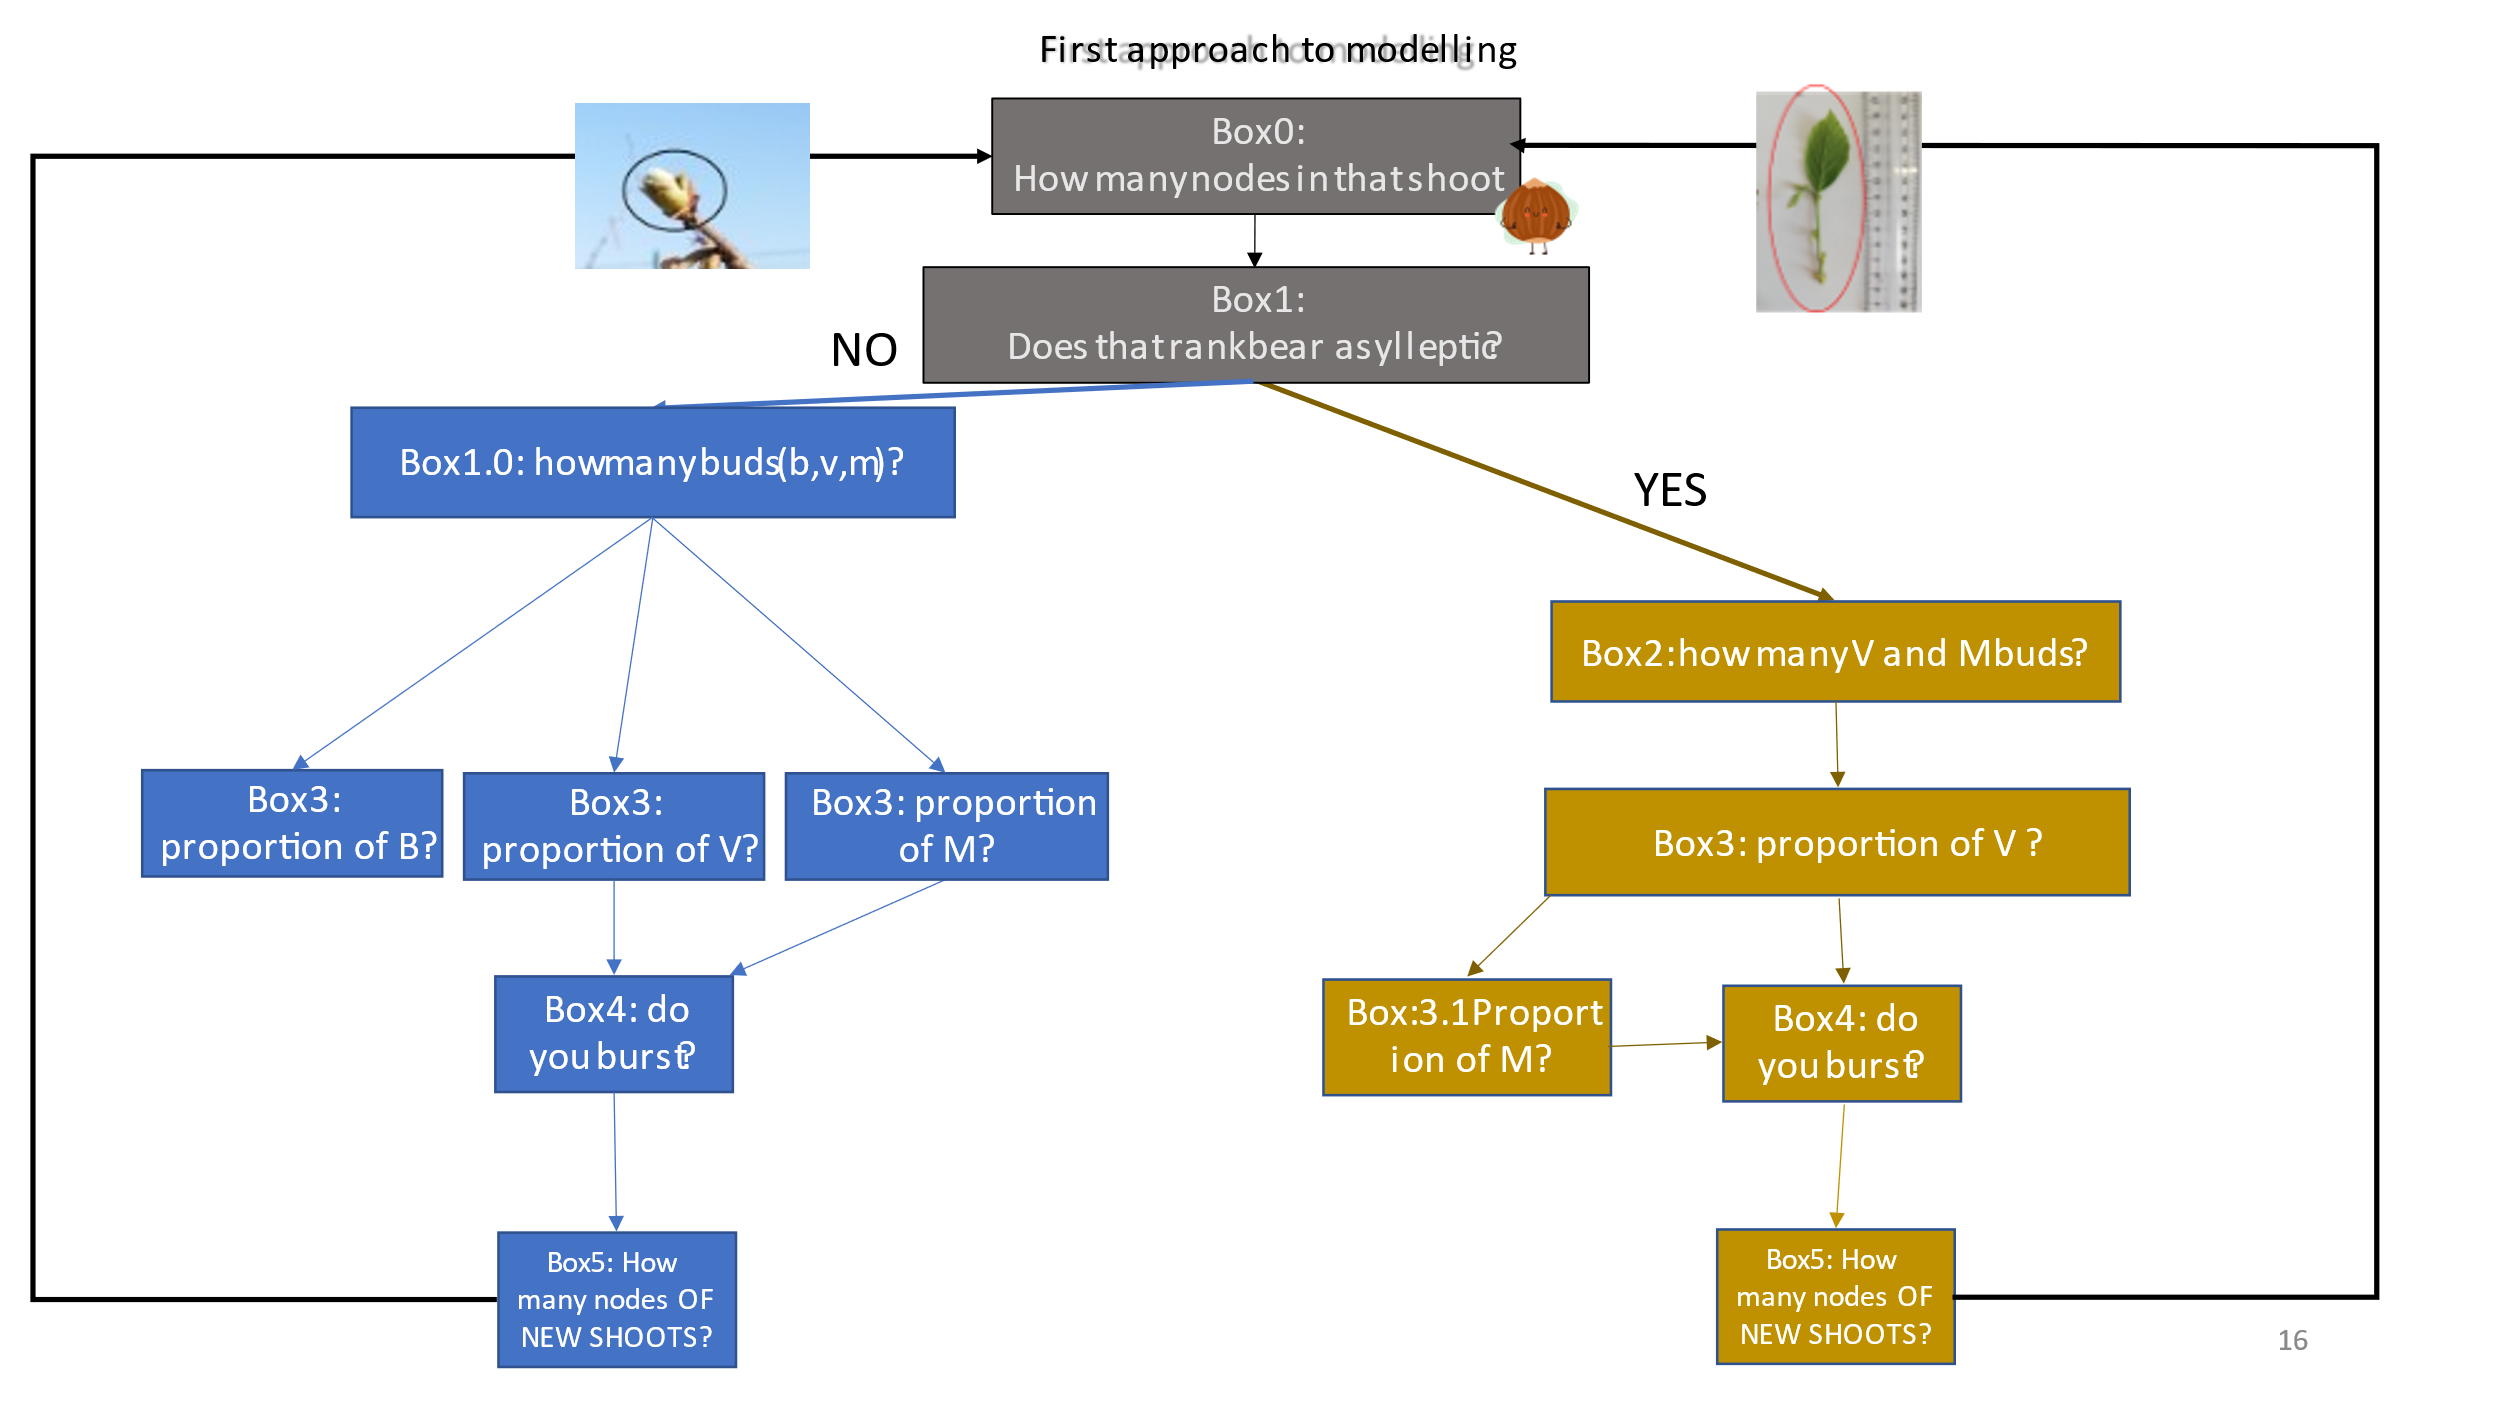 First approach to modelling
Box0:
How many nodes in that shoot
Box1:
Does that rank bear a sylleptic?
NO
Box1.0: how many buds(b,v,m)?
YES
Box2:how many V and M buds?
Box3:
proportion of B?
Box3:
proportion of V?
Box3: proportion
of M?
Box3: proportion of V ?
Box4: do
you burst?
Box:3.1Proport
ion of M?
Box4: do
you burst?
Box5: How
many nodes OF
NEW SHOOTS?
Box5: How
many nodes OF
NEW SHOOTS?
16